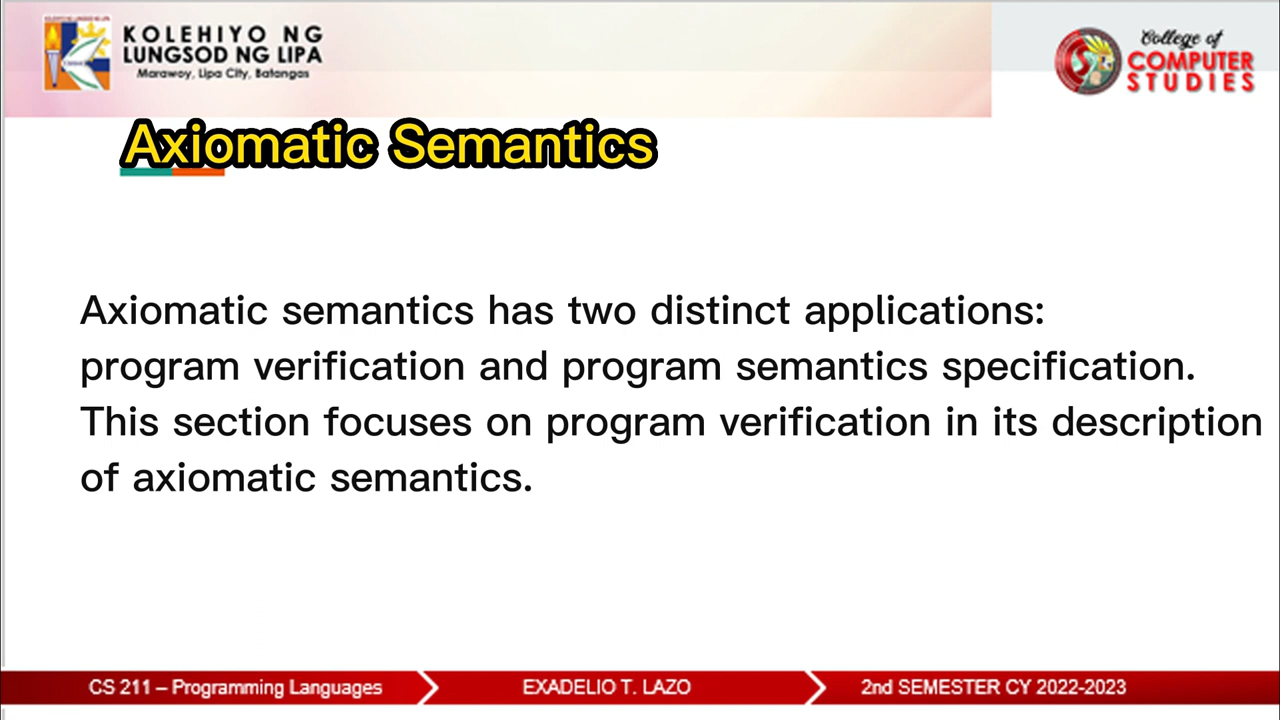 KOLEHIYO NG
LUNGSOD NG LIPA
Marawoy, Lipa City, Batangas
College of
COMPUTER
STUDIES
Axiomatic Semantics
Axiomatic semantics has two distinct applications:
program verification and program semantics specification.
This section focuses on program verification in its description
of axiomatic semantics.
CS 211 – Programming Languages
EXADELIO T. LAZO
2nd SEMESTER CY 2022-2023